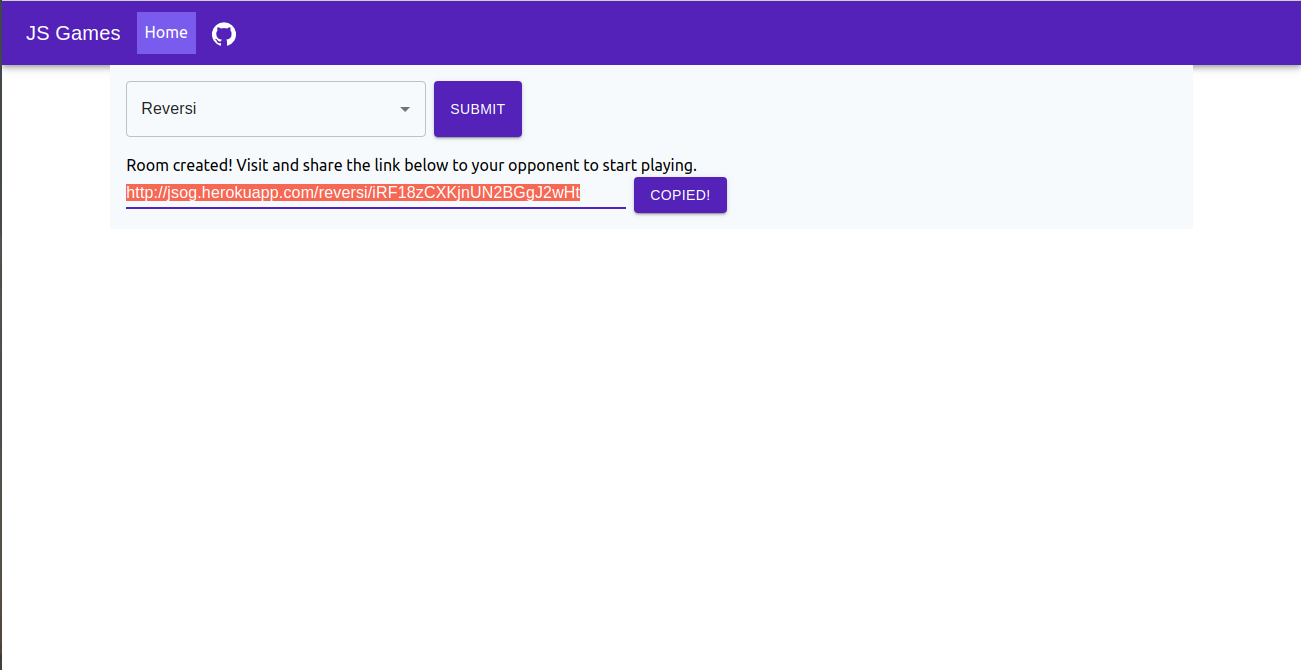 JS Games Home
Reversi SUBMIT
Room created! Visit and share the link below to your opponent to start playing.
http://jsog.herokuapp.com/reversi/iRF18zCXKjnUN2BGgJ2wHt COPIED!